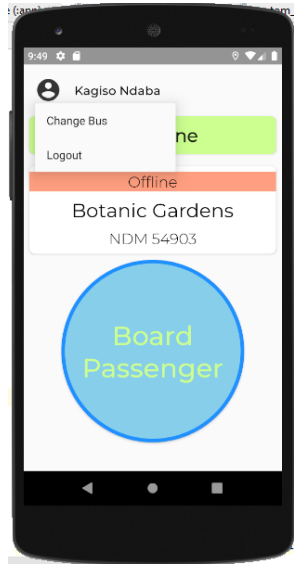 9:49
Kagiso Ndaba
Change Bus
Logout
ne
Offline
Botanic Gardens
NDM 54903
Board
Passenger